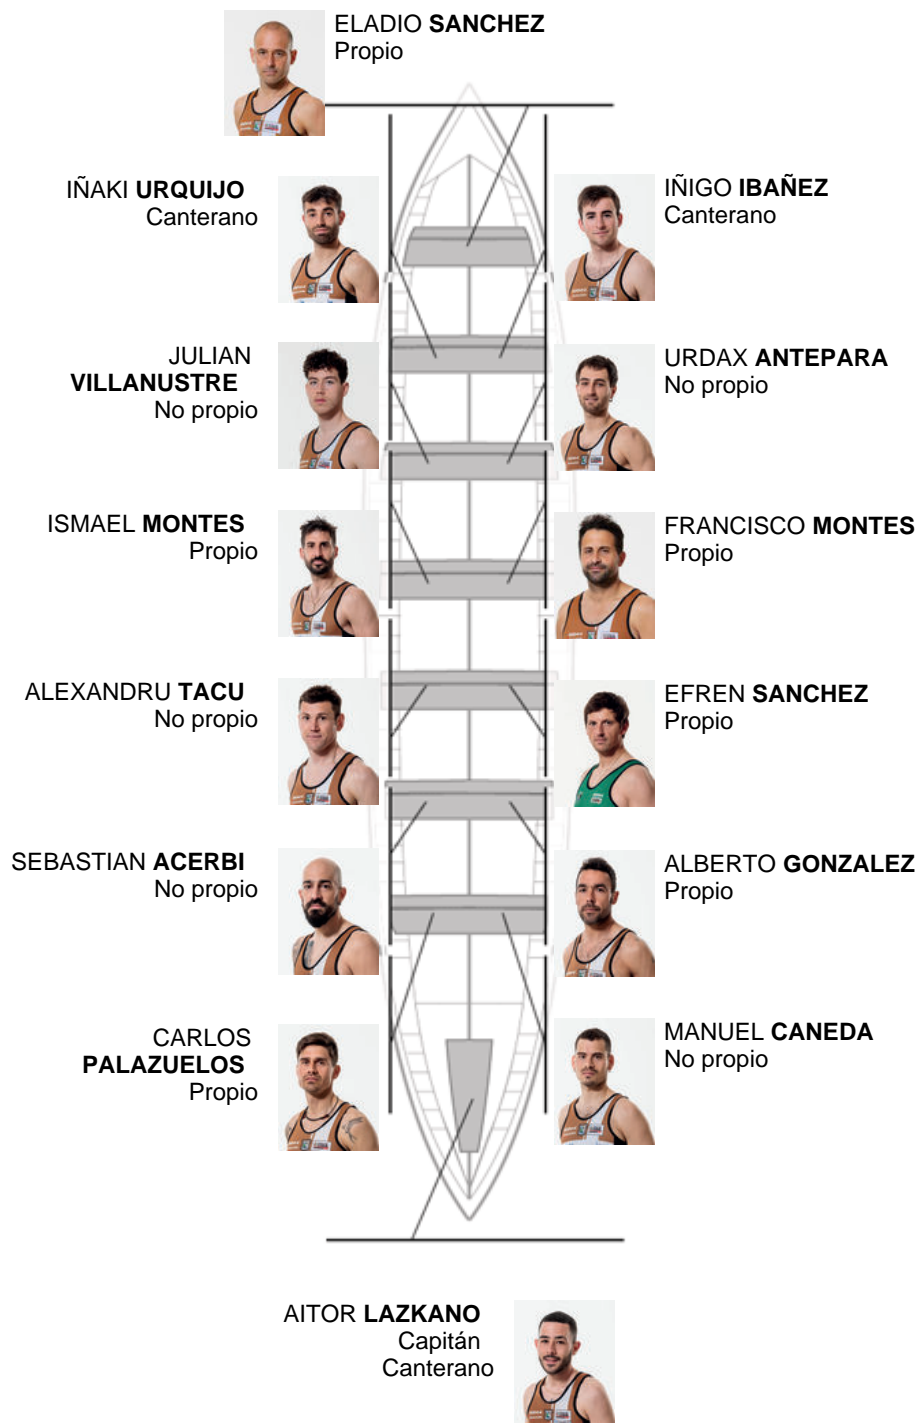 ELADIO SANCHEZ
Propio
IÑAKI URQUIJO
Canterano
IÑIGO IBAÑEZ
Canterano
JULIAN
VILLANUSTRE
No propio
URDAX ANTEPARA
No propio
ISMAEL MONTES
Propio
FRANCISCO MONTES
Propio
ALEXANDRU TACU
No propio
EFREN SANCHEZ
Propio
SEBASTIAN ACERBI
No propio
ALBERTO GONZALEZ
Propio
CARLOS
PALAZUELOS
Propio
MANUEL CANEDA
No propio
AITOR LAZKANO
Capitán
Canterano